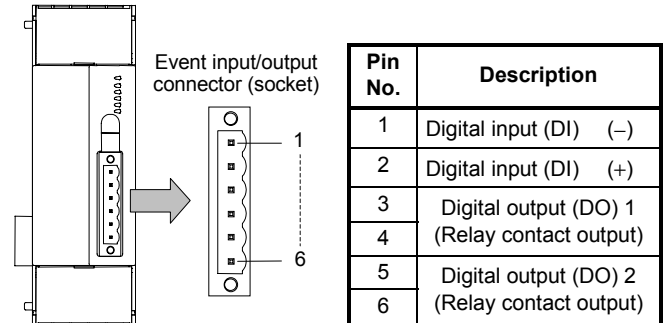 Event input/output
connector (socket)
1
6
Pin No. Description
1 Digital input (DI) (–)
2 Digital input (DI) (+)
3 Digital output (DO) 1
4 (Relay contact output)
5 Digital output (DO) 2
6 (Relay contact output)